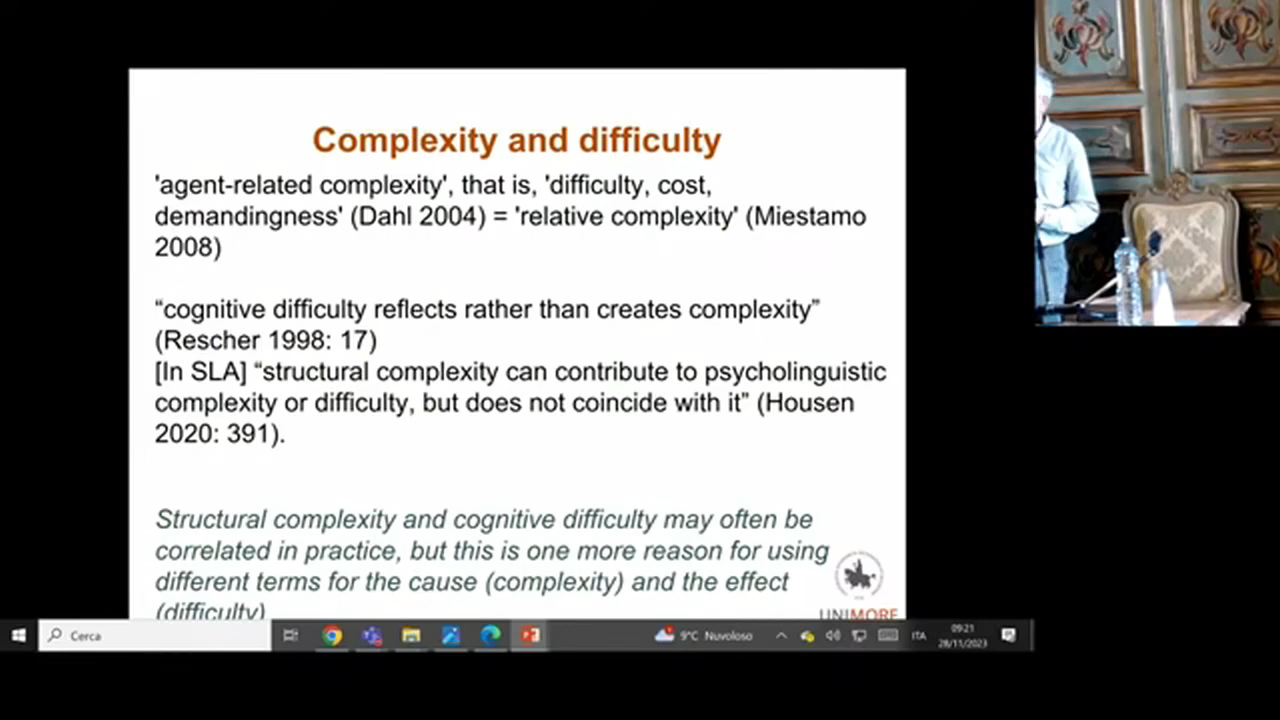 Complexity and difficulty
'agent-related complexity', that is, 'difficulty, cost,
demandingness' (Dahl 2004) = 'relative complexity' (Miestamo
2008)
“cognitive difficulty reflects rather than creates complexity”
(Rescher 1998: 17)
[In SLA] “structural complexity can contribute to psycholinguistic
complexity or difficulty, but does not coincide with it” (Housen
2020: 391).
Structural complexity and cognitive difficulty may often be
correlated in practice, but this is one more reason for using
different terms for the cause (complexity) and the effect
(difficulty)
UNIMORE
Cerca
9°C Nuvoloso
ITA
09:21
28/11/2023